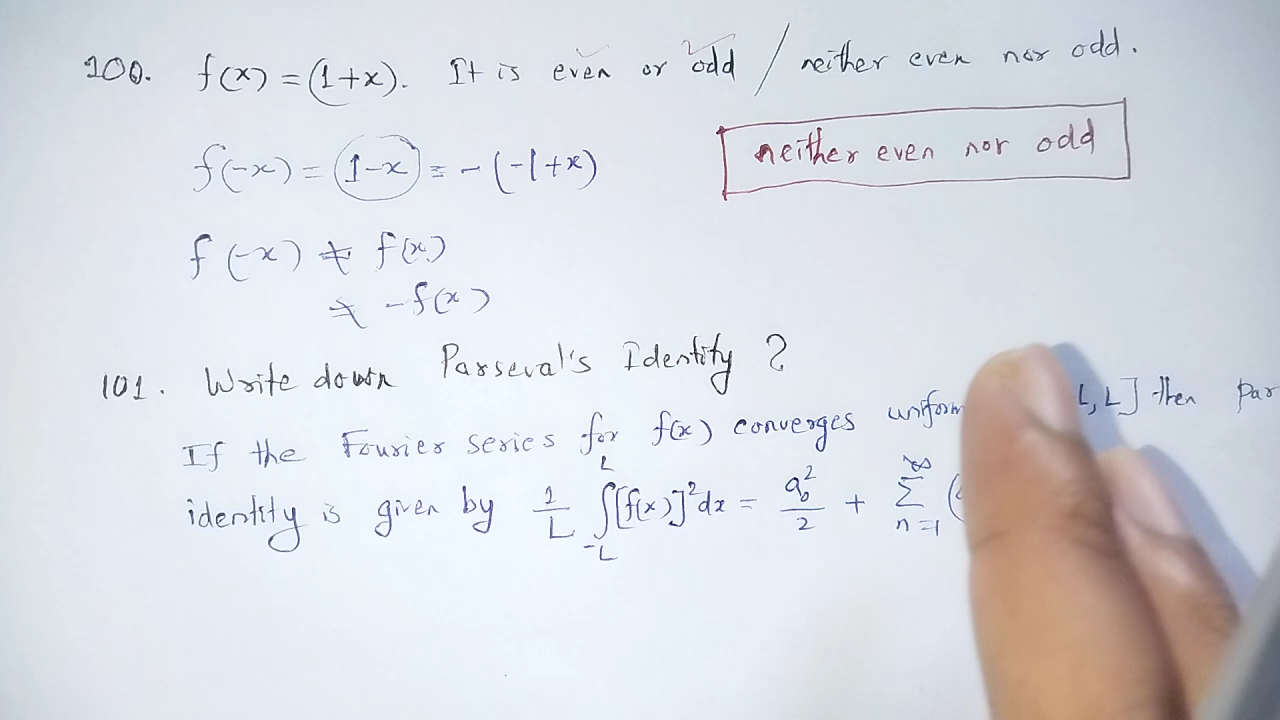 100. f(x) = (1+x). It is even or odd / neither even nor odd.
f(-x) = (1-x) = -(-1+x)
neither even nor odd
f(-x) ≠ f(x)
≠ -f(x)
101. Write down Parseval's Identity ?
If the Fourier series for f(x) converges L, L] then
identity is given by 1/L ∫_{-L}^{L} [f(x)]² dx = a₀²/2 + Σ_{n=1}^{∞} (